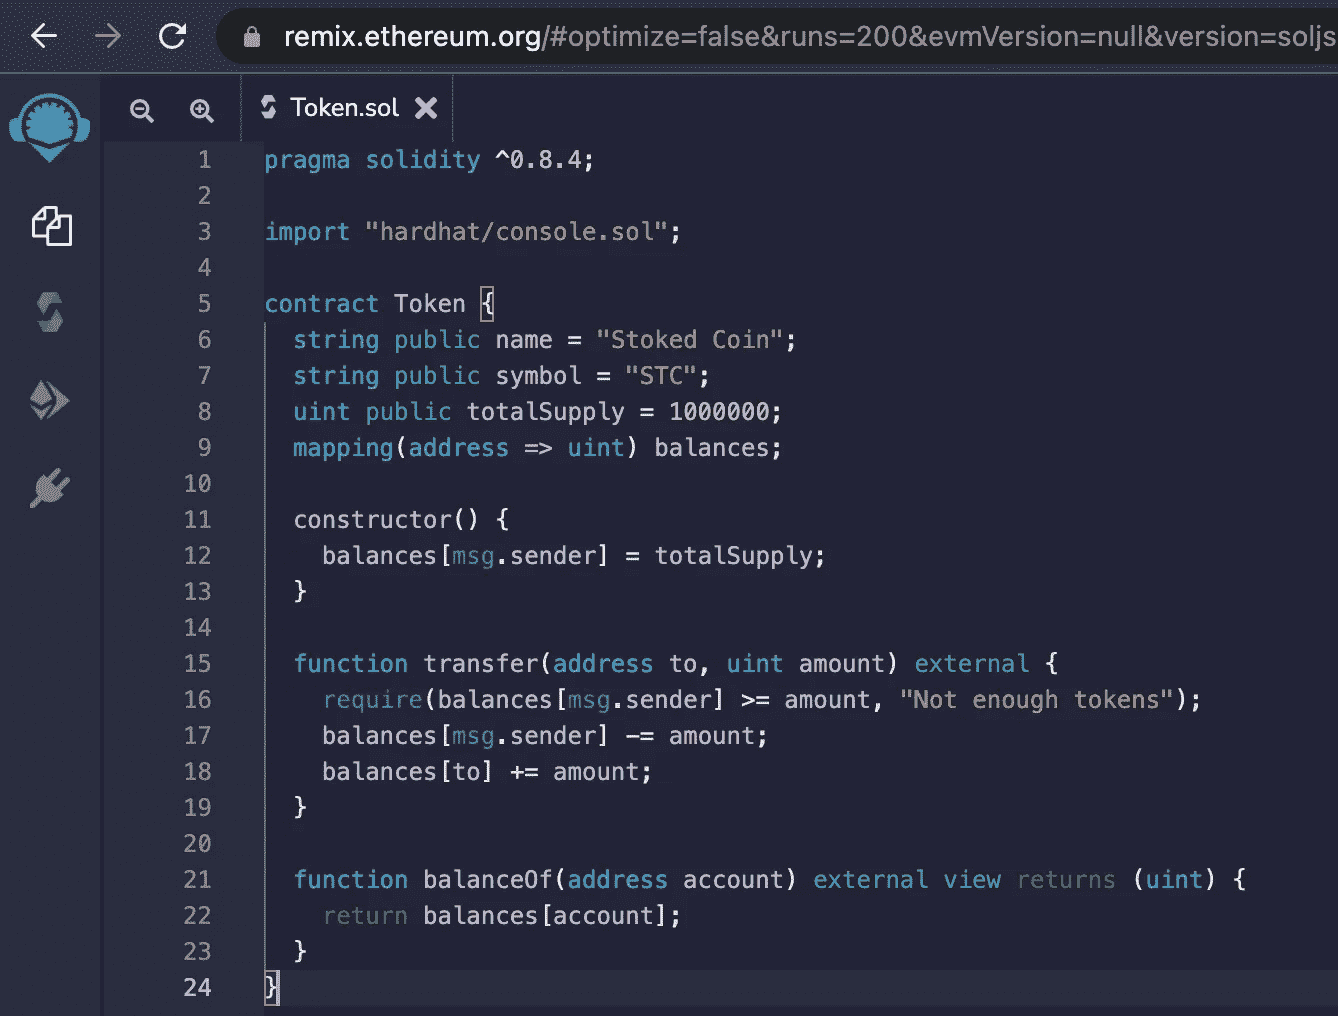 remix.ethereum.org/#optimize=false&runs=200&evmVersion=null&version=soljs
Token.sol
1 pragma solidity ^0.8.4;
2
3 import "hardhat/console.sol";
4
5 contract Token {
6   string public name = "Stoked Coin";
7   string public symbol = "STC";
8   uint public totalSupply = 1000000;
9   mapping(address => uint) balances;
10
11   constructor() {
12     balances[msg.sender] = totalSupply;
13   }
14
15   function transfer(address to, uint amount) external {
16     require(balances[msg.sender] >= amount, "Not enough tokens");
17     balances[msg.sender] -= amount;
18     balances[to] += amount;
19   }
20
21   function balanceOf(address account) external view returns (uint) {
22     return balances[account];
23   }
24 }